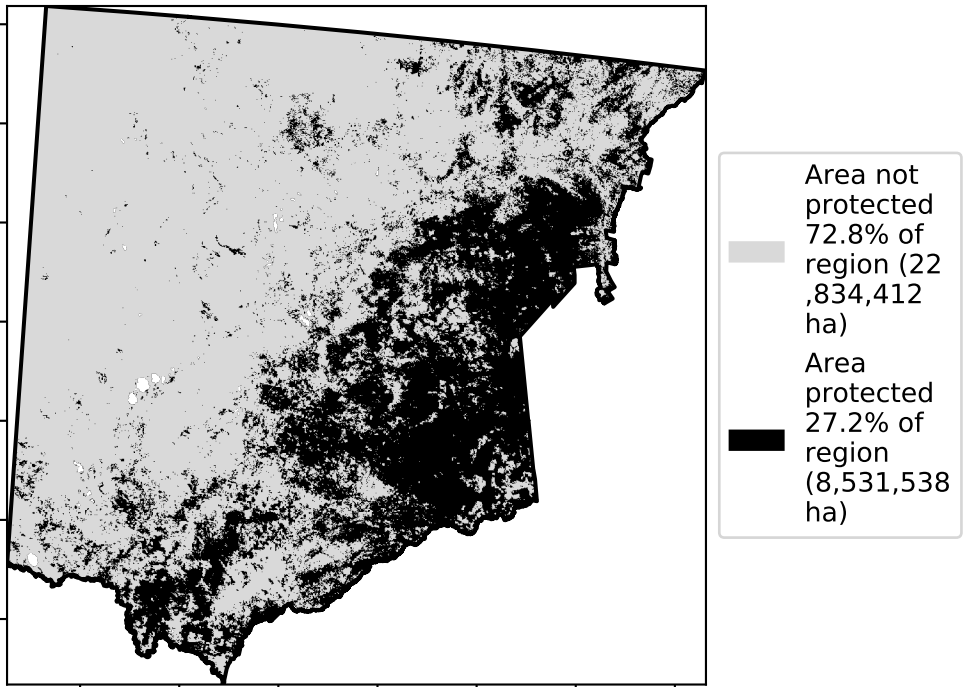 Area not
protected
72.8% of
region (22
,834,412
ha)
Area
protected
27.2% of
region
(8,531,538
ha)